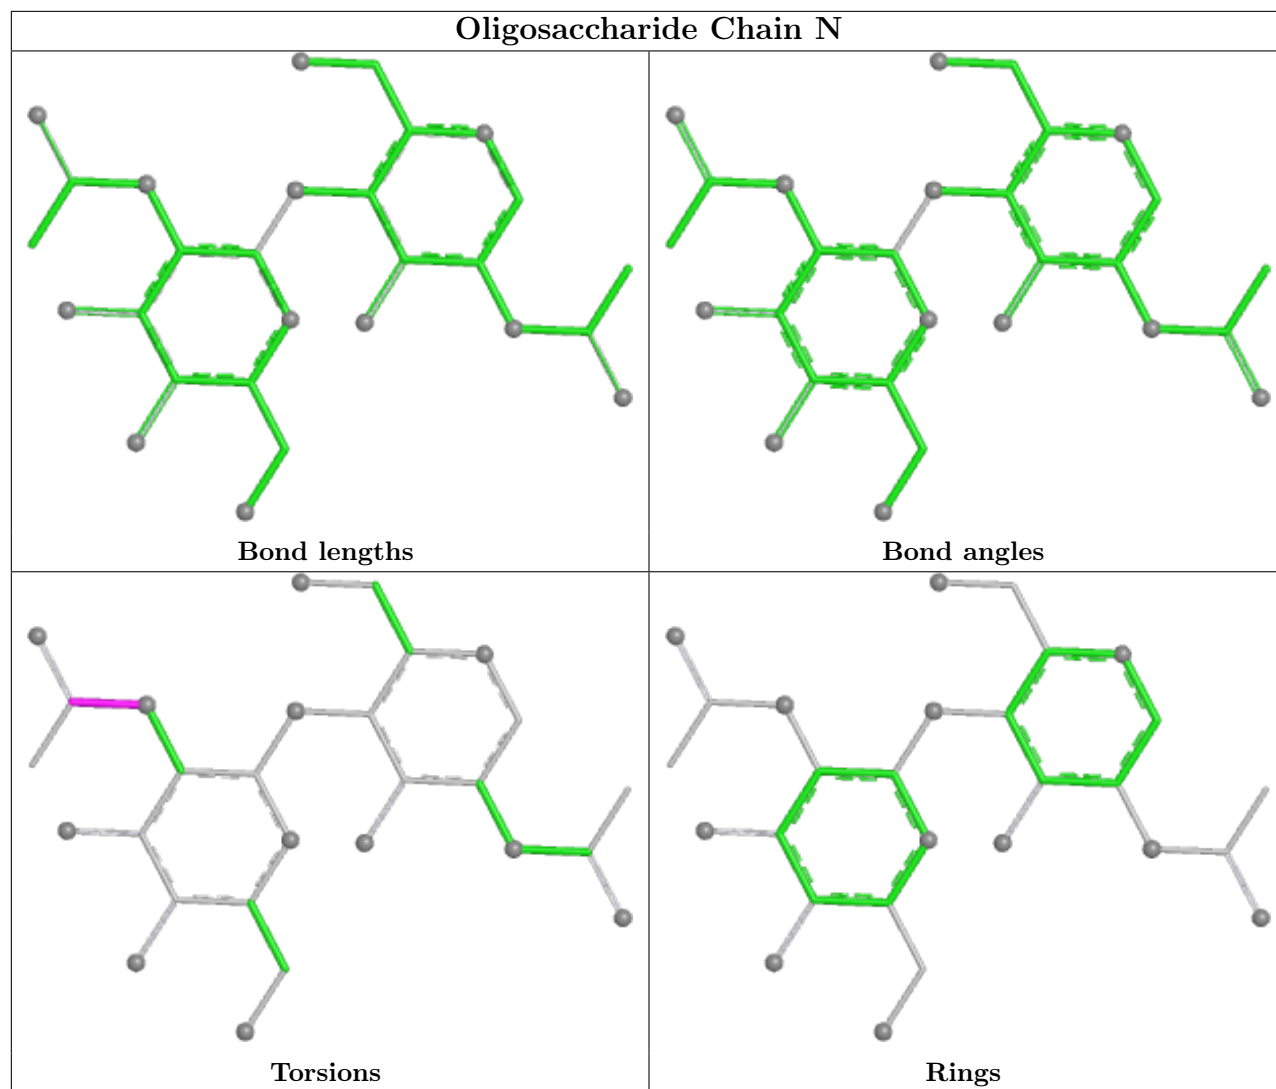 Oligosaccharide Chain N
Bond lengths
Bond angles
Torsions
Rings